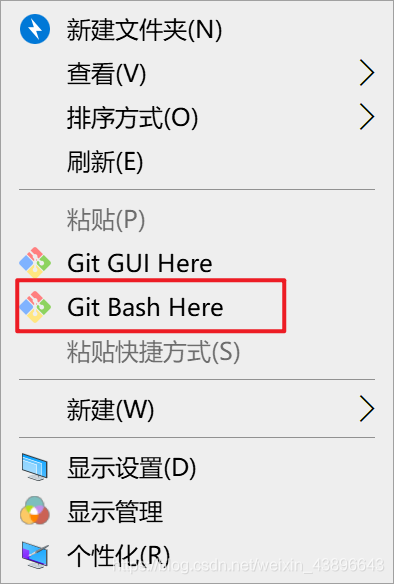 新建文件夹(N)
查看(V)
排序方式(O)
刷新(E)
粘贴(P)
Git GUI Here
Git Bash Here
粘贴快捷方式(S)
新建(W)
显示设置(D)
显示管理
个性化(R)
https://blog.csdn.net/weixin_43896643